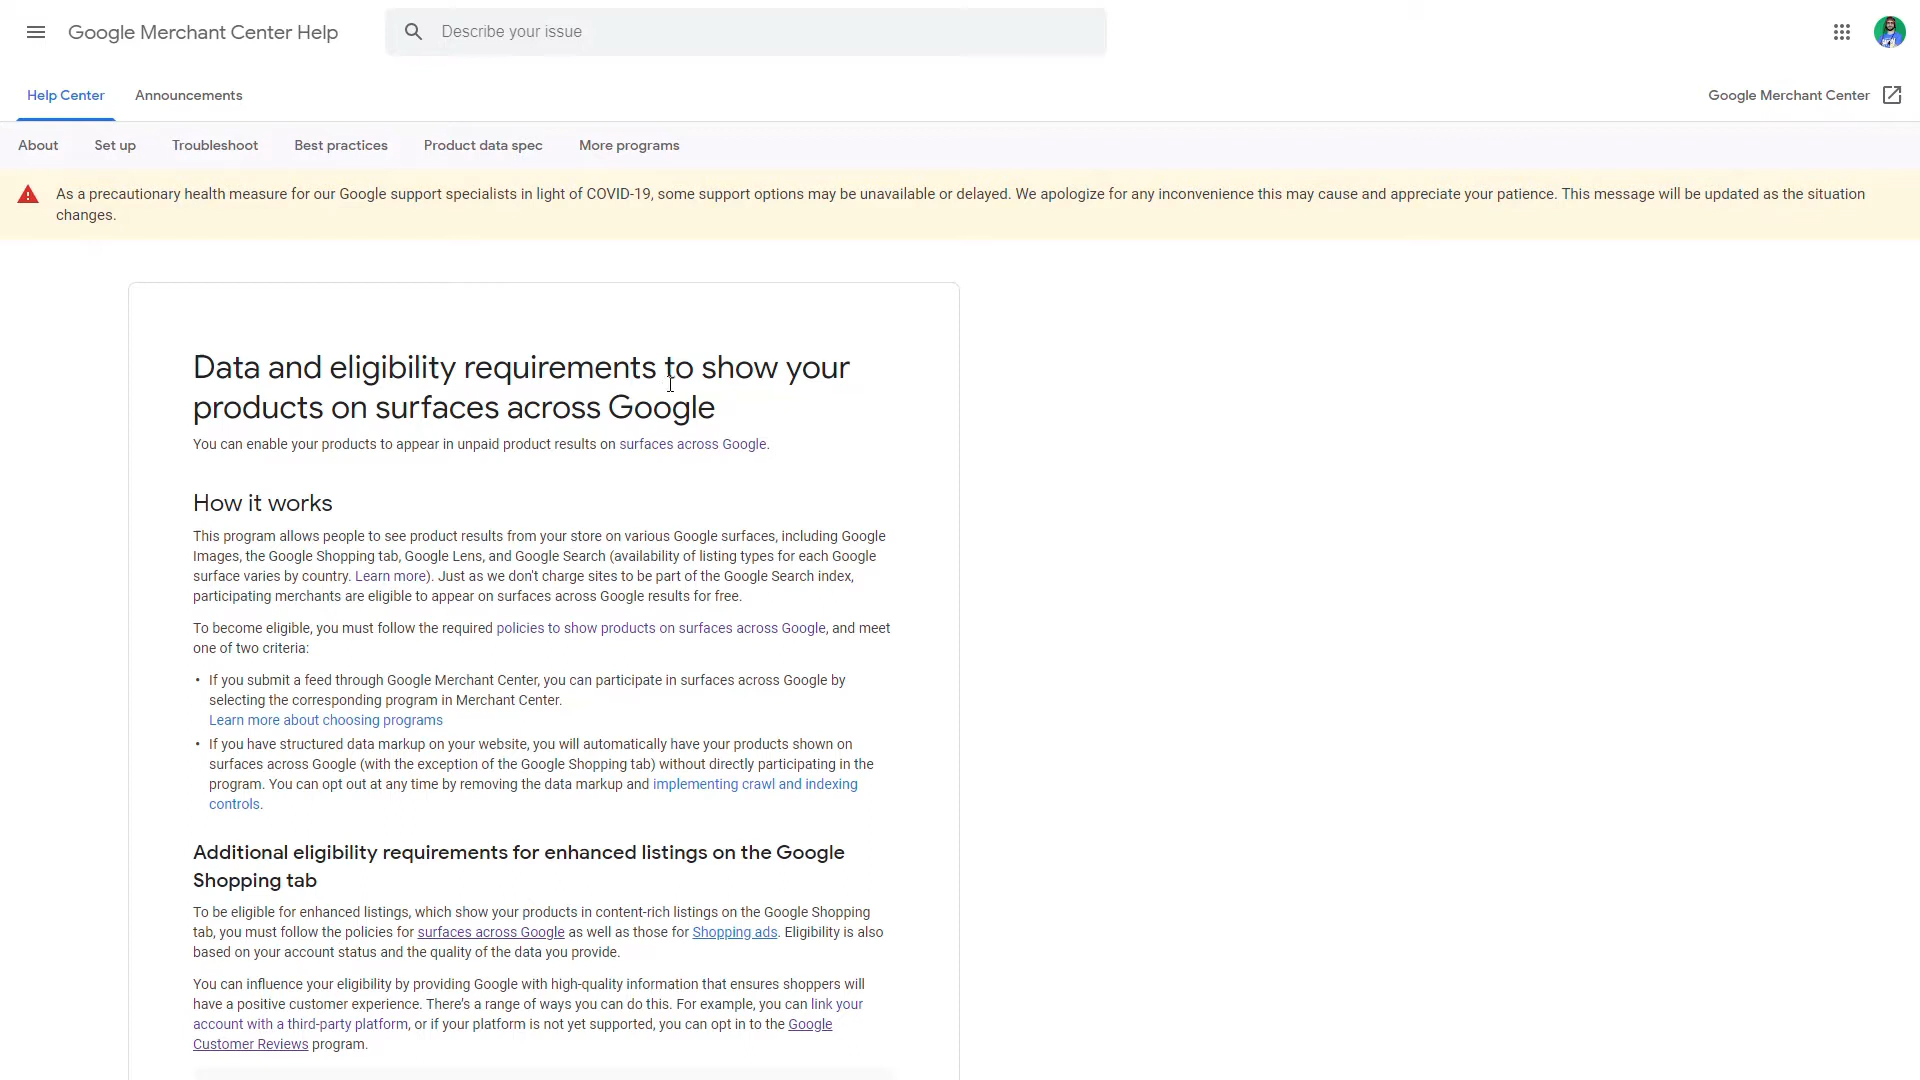 Google Merchant Center Help
Describe your issue
Help Center
Announcements
Google Merchant Center
About
Set up
Troubleshoot
Best practices
Product data spec
More programs
As a precautionary health measure for our Google support specialists in light of COVID-19, some support options may be unavailable or delayed. We apologize for any inconvenience this may cause and appreciate your patience. This message will be updated as the situation
changes.
Data and eligibility requirements to show your
products on surfaces across Google
You can enable your products to appear in unpaid product results on surfaces across Google.
How it works
This program allows people to see product results from your store on various Google surfaces, including Google
Images, the Google Shopping tab, Google Lens, and Google Search (availability of listing types for each Google
surface varies by country. Learn more). Just as we don't charge sites to be part of the Google Search index,
participating merchants are eligible to appear on surfaces across Google results for free.
To become eligible, you must follow the required policies to show products on surfaces across Google, and meet
one of two criteria:
• If you submit a feed through Google Merchant Center, you can participate in surfaces across Google by
selecting the corresponding program in Merchant Center.
Learn more about choosing programs
• If you have structured data markup on your website, you will automatically have your products shown on
surfaces across Google (with the exception of the Google Shopping tab) without directly participating in the
program. You can opt out at any time by removing the data markup and implementing crawl and indexing
controls.
Additional eligibility requirements for enhanced listings on the Google
Shopping tab
To be eligible for enhanced listings, which show your products in content-rich listings on the Google Shopping
tab, you must follow the policies for surfaces across Google as well as those for Shopping ads. Eligibility is also
based on your account status and the quality of the data you provide.
You can influence your eligibility by providing Google with high-quality information that ensures shoppers will
have a positive customer experience. There's a range of ways you can do this. For example, you can link your
account with a third-party platform, or if your platform is not yet supported, you can opt in to the Google
Customer Reviews program.